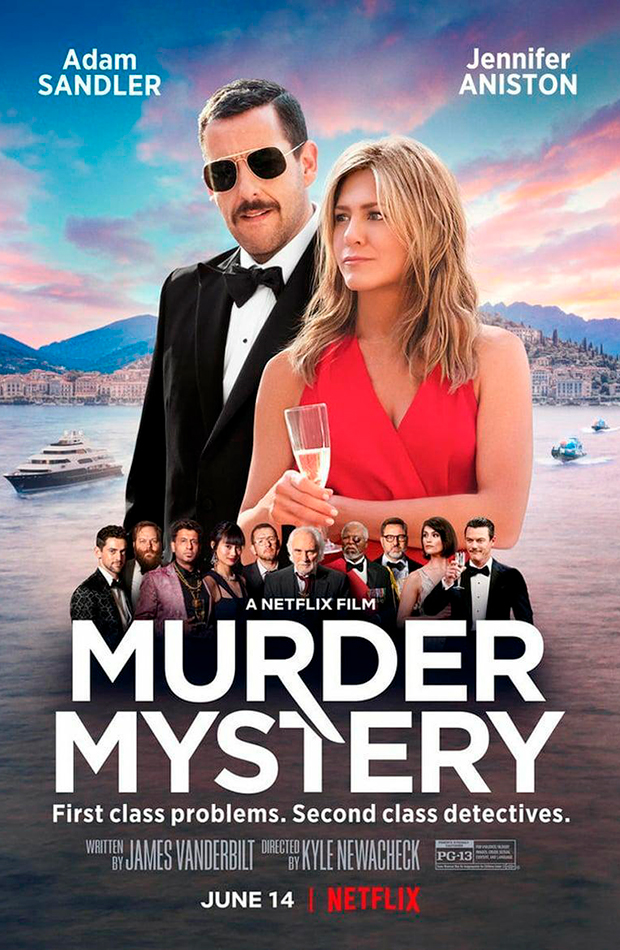 Adam
SANDLER
Jennifer
ANISTON
A NETFLIX FILM
MURDER
MYSTERY
First class problems. Second class detectives.
WRITTEN BY JAMES VANDERBILT DIRECTED BY KYLE NEWACHECK
PG-13
JUNE 14 | NETFLIX